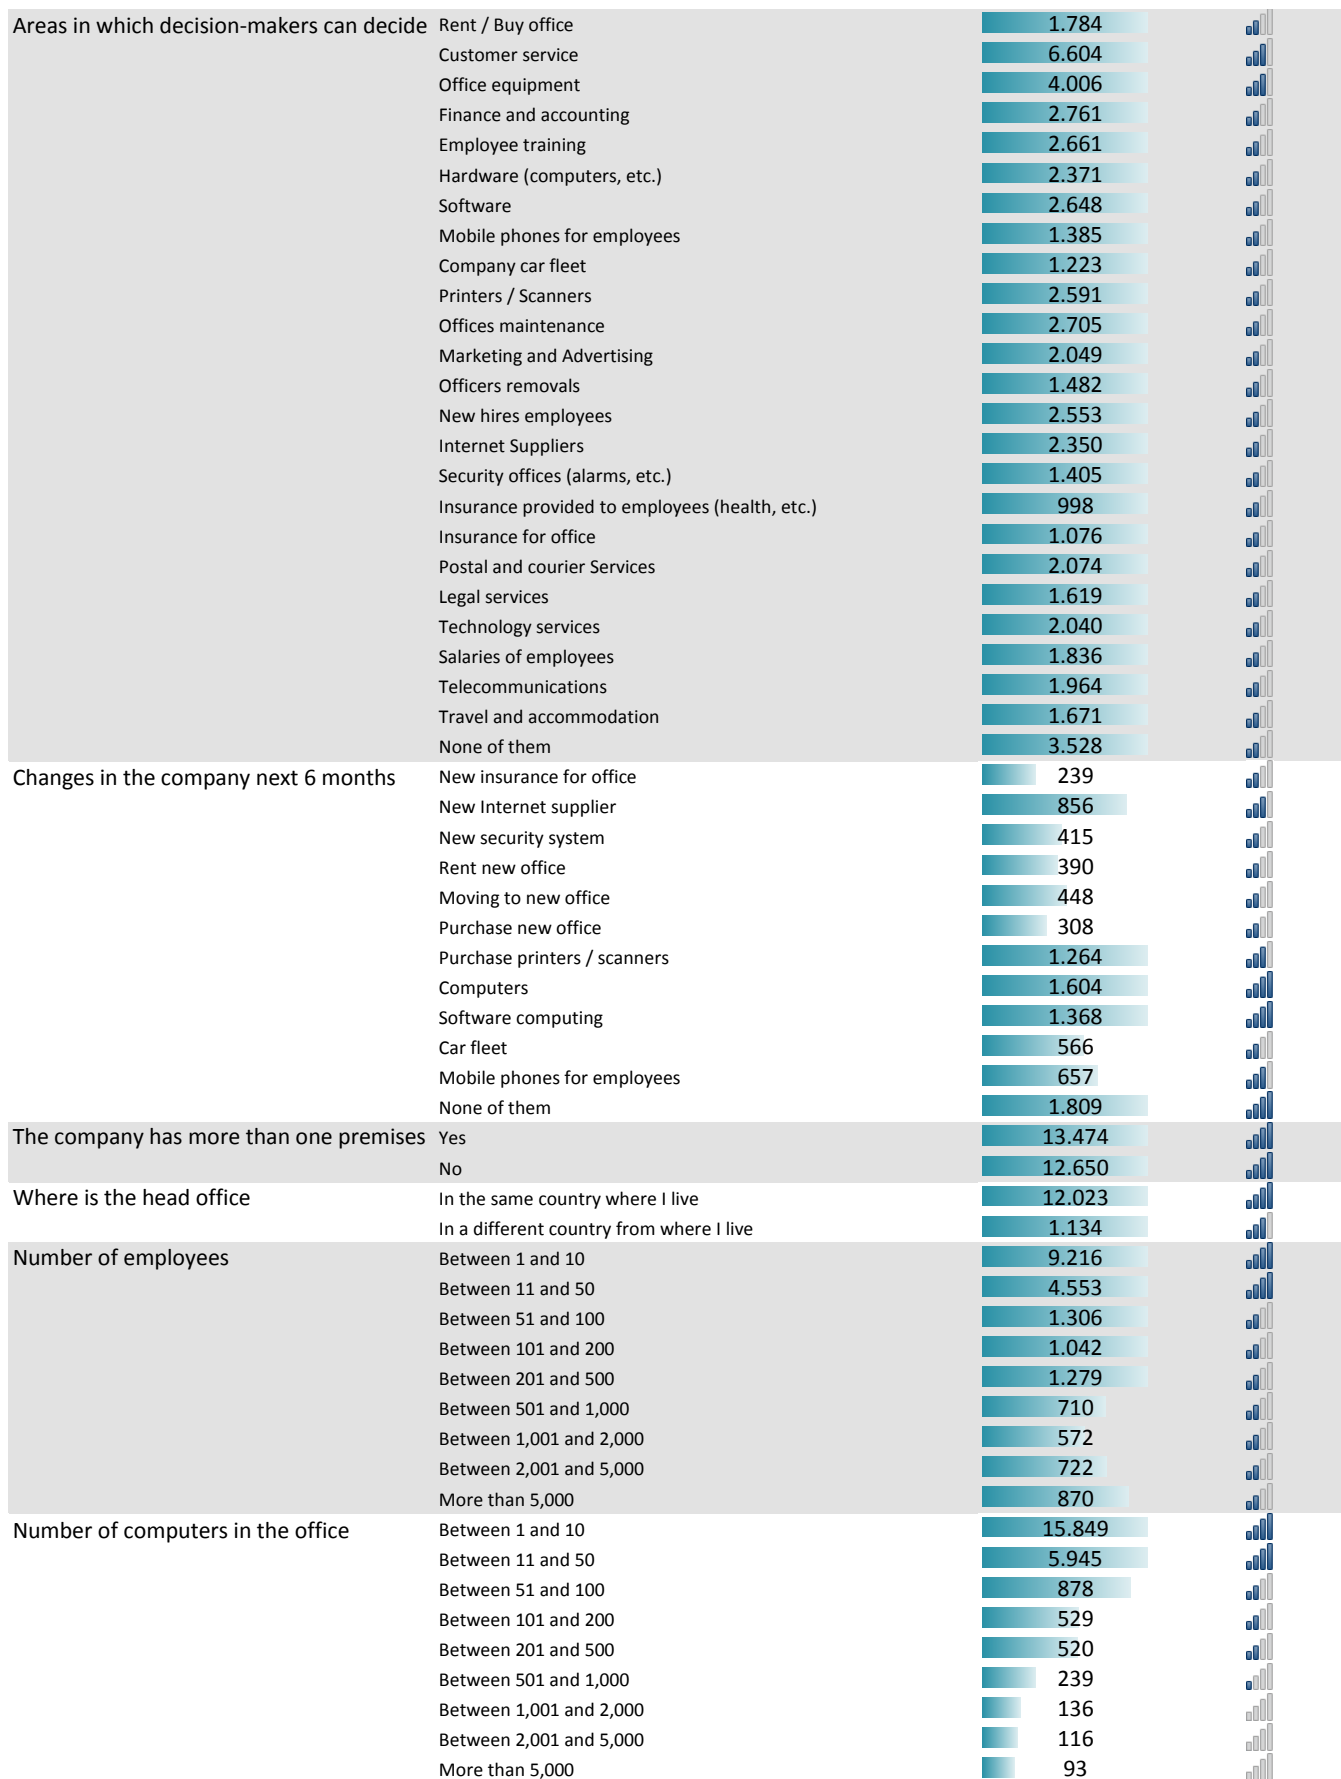 Areas in which decision-makers can decide Rent / Buy office 1.784
Customer service 6.604
Office equipment 4.006
Finance and accounting 2.761
Employee training 2.661
Hardware (computers, etc.) 2.371
Software 2.648
Mobile phones for employees 1.385
Company car fleet 1.223
Printers / Scanners 2.591
Offices maintenance 2.705
Marketing and Advertising 2.049
Officers removals 1.482
New hires employees 2.553
Internet Suppliers 2.350
Security offices (alarms, etc.) 1.405
Insurance provided to employees (health, etc.) 998
Insurance for office 1.076
Postal and courier Services 2.074
Legal services 1.619
Technology services 2.040
Salaries of employees 1.836
Telecommunications 1.964
Travel and accommodation 1.671
None of them 3.528
Changes in the company next 6 months New insurance for office 239
New Internet supplier 856
New security system 415
Rent new office 390
Moving to new office 448
Purchase new office 308
Purchase printers / scanners 1.264
Computers 1.604
Software computing 1.368
Car fleet 566
Mobile phones for employees 657
None of them 1.809
The company has more than one premises Yes 13.474
No 12.650
Where is the head office In the same country where I live 12.023
In a different country from where I live 1.134
Number of employees Between 1 and 10 9.216
Between 11 and 50 4.553
Between 51 and 100 1.306
Between 101 and 200 1.042
Between 201 and 500 1.279
Between 501 and 1,000 710
Between 1,001 and 2,000 572
Between 2,001 and 5,000 722
More than 5,000 870
Number of computers in the office Between 1 and 10 15.849
Between 11 and 50 5.945
Between 51 and 100 878
Between 101 and 200 529
Between 201 and 500 520
Between 501 and 1,000 239
Between 1,001 and 2,000 136
Between 2,001 and 5,000 116
More than 5,000 93